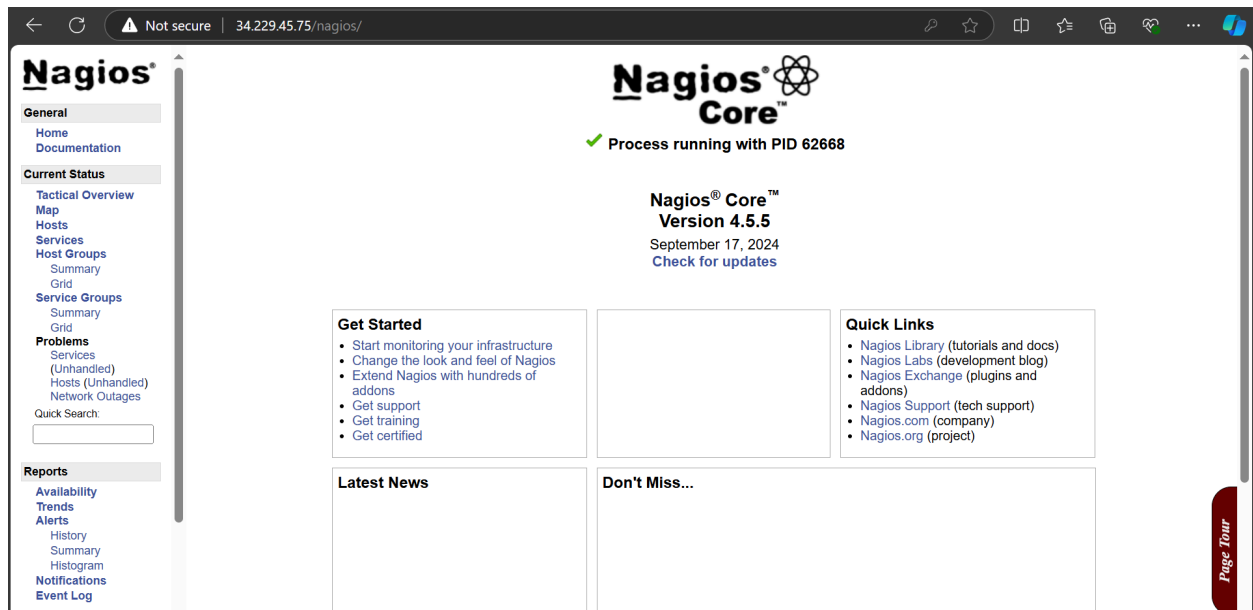 Not secure | 34.229.45.75/nagios/
Nagios®
General
Home
Documentation
Current Status
Tactical Overview
Map
Hosts
Services
Host Groups
Summary
Grid
Service Groups
Summary
Grid
Problems
Services
(Unhandled)
Hosts (Unhandled)
Network Outages
Quick Search:
Reports
Availability
Trends
Alerts
History
Summary
Histogram
Notifications
Event Log
Nagios®
Core™
Process running with PID 62668
Nagios® Core™
Version 4.5.5
September 17, 2024
Check for updates
Get Started
• Start monitoring your infrastructure
• Change the look and feel of Nagios
• Extend Nagios with hundreds of
addons
• Get support
• Get training
• Get certified
Quick Links
• Nagios Library (tutorials and docs)
• Nagios Labs (development blog)
• Nagios Exchange (plugins and
addons)
• Nagios Support (tech support)
• Nagios.com (company)
• Nagios.org (project)
Latest News
Don't Miss...
Page Tour